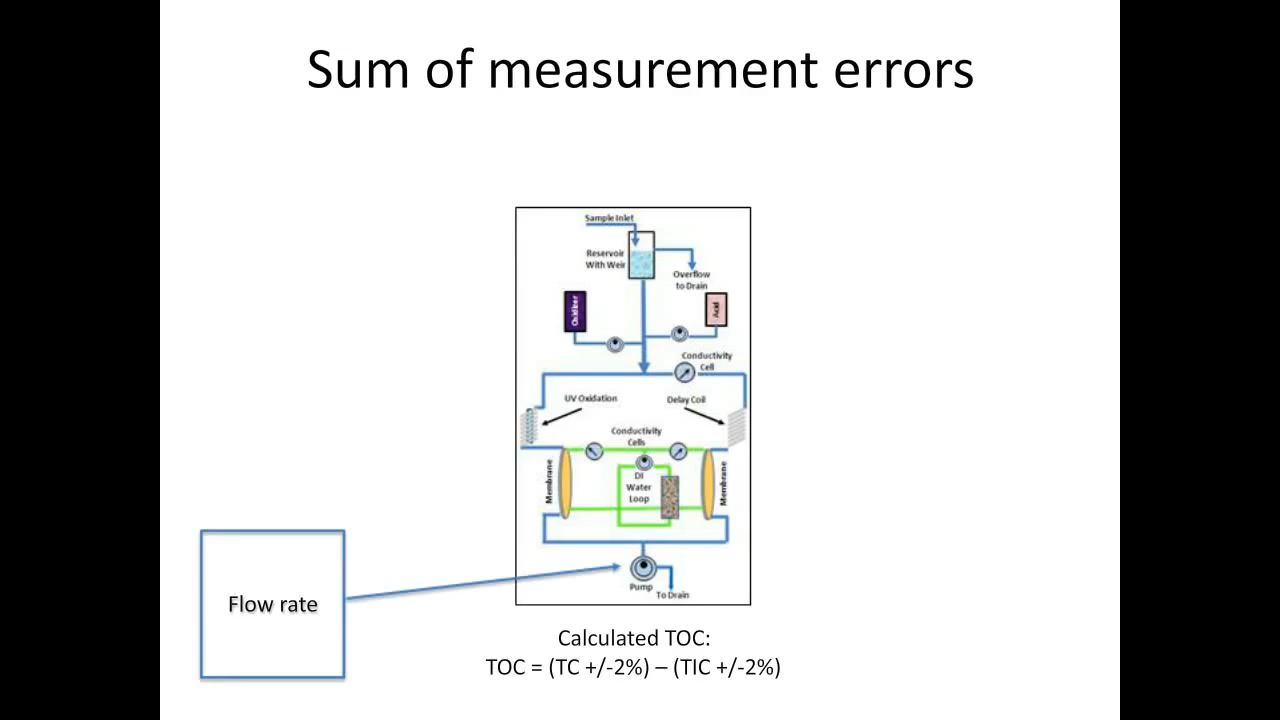 Sum of measurement errors
Sample Inlet
Reservoir
With Weir
Overflow
to Drain
Oxidizer
Acid
Conductivity
Cell
UV Oxidation
Delay Coil
Conductivity
Cells
Membrane
DI
Water
Loop
Membrane
Pump
To Drain
Flow rate
Calculated TOC:
TOC = (TC +/-2%) – (TIC +/-2%)